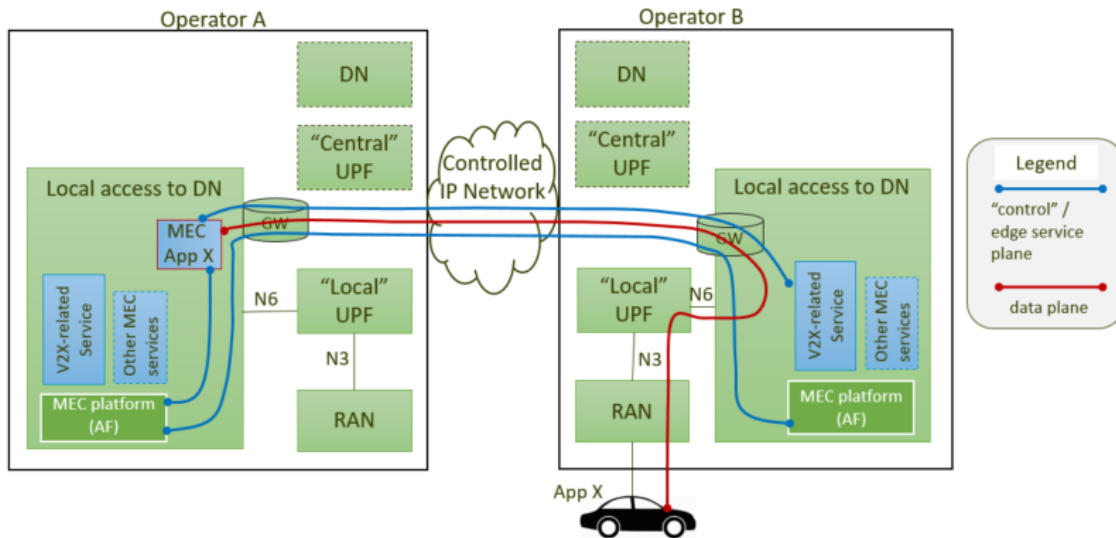 Operator A
DN
"Central"
UPF
Local access to DN
MEC
App X
GW
V2X-related
Service
Other MEC
services
MEC platform
(AF)
N6
"Local"
UPF
N3
RAN
Controlled
IP Network
Operator B
DN
"Central"
UPF
Local access to DN
GW
"Local"
UPF
N6
N3
RAN
V2X-related
Service
Other MEC
services
MEC platform
(AF)
App X
Legend
"control" /
edge service
plane
data plane